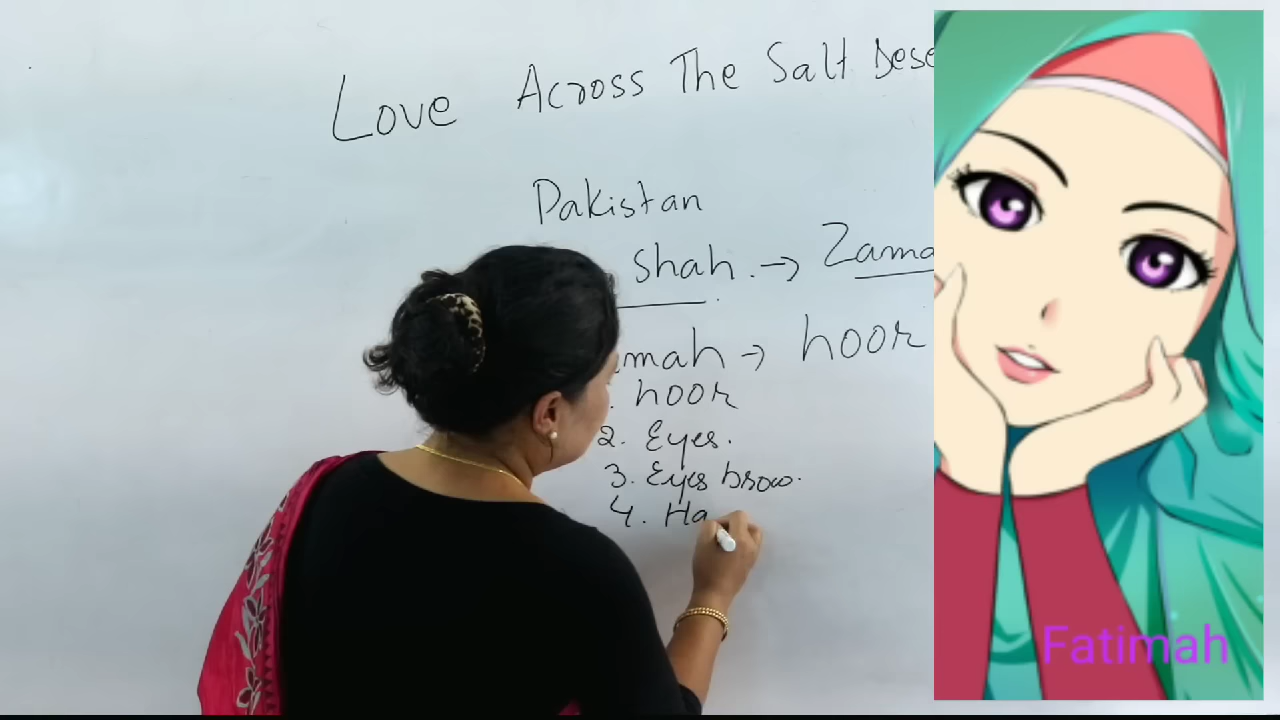 Love Across The Salt Dese
Pakistan
shah. → Zama
mah → hoor
. hoor
2. Eyes.
3. Eyes brow.
4. Ha
Fatimah